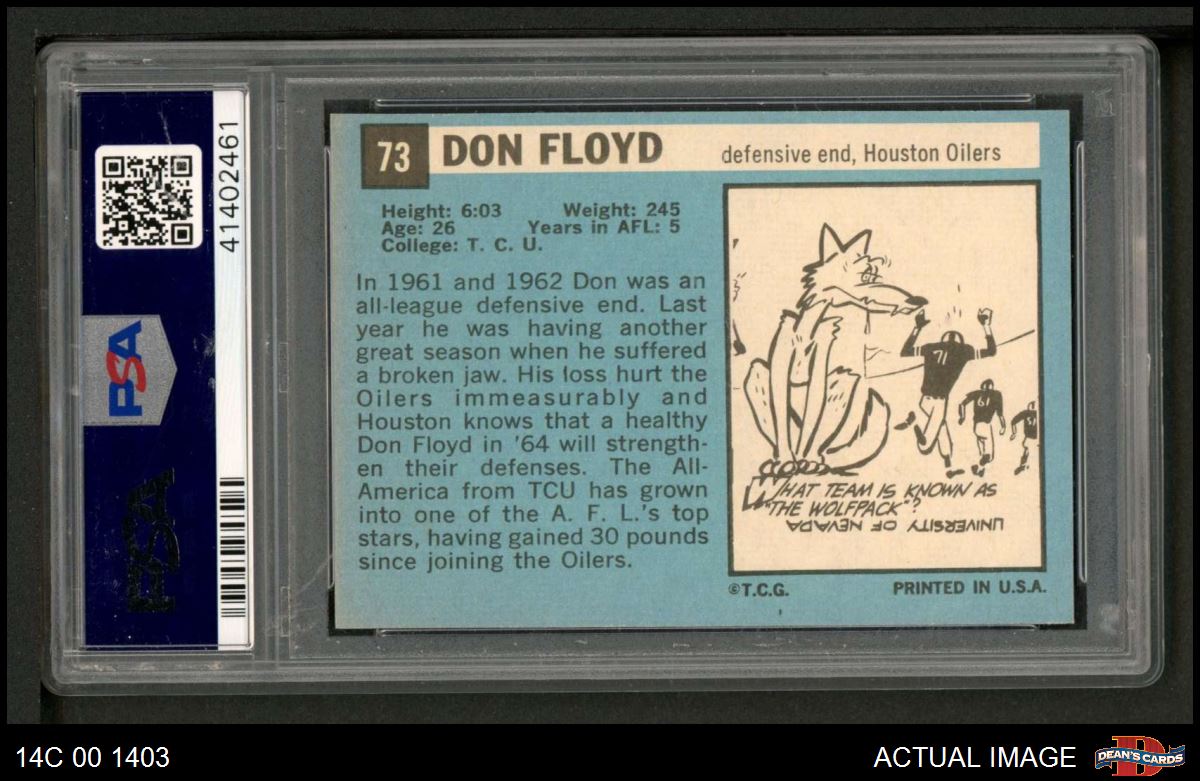 41402461
PSA
PSA
73 DON FLOYD defensive end, Houston Oilers
Height: 6:03 Weight: 245
Age: 26 Years in AFL: 5
College: T. C. U.
In 1961 and 1962 Don was an
all-league defensive end. Last
year he was having another
great season when he suffered
a broken jaw. His loss hurt the
Oilers immeasurably and
Houston knows that a healthy
Don Floyd in '64 will strength-
en their defenses. The All-
America from TCU has grown
into one of the A. F. L.'s top
stars, having gained 30 pounds
since joining the Oilers.
71
61
51
WHAT TEAM IS KNOWN AS
"THE WOLFPACK"?
UNIVERSITY OF NEVADA
©T.C.G. PRINTED IN U.S.A.
14C 00 1403
ACTUAL IMAGE
D
DEAN'S CARDS